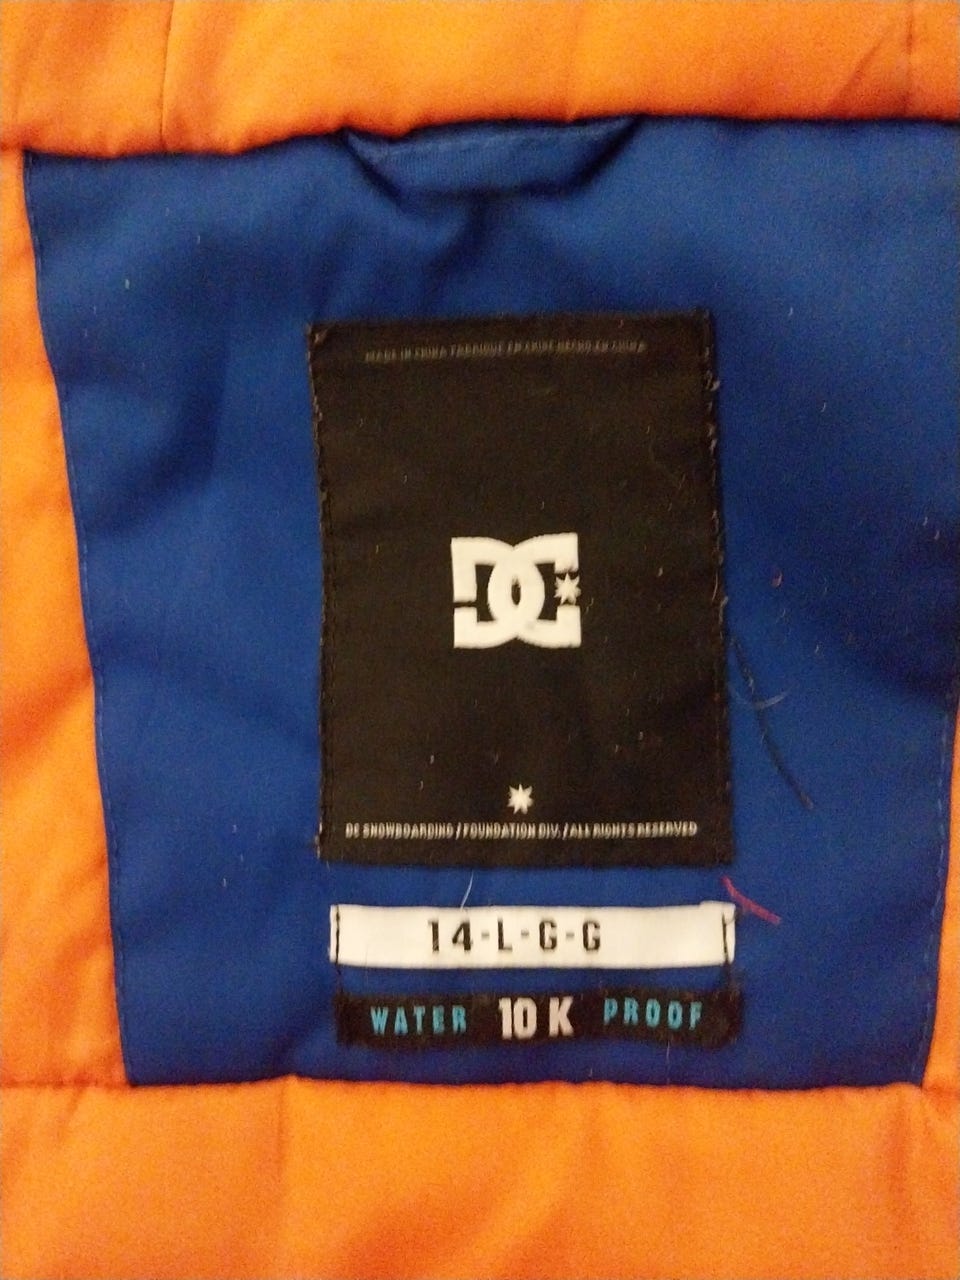 MADE IN CHINA FABRIQUE EN CHINE HECHO EN CHINA
DC
DC SNOWBOARDING / FOUNDATION DIV. / ALL RIGHTS RESERVED
14-L-G-G
WATER 10K PROOF